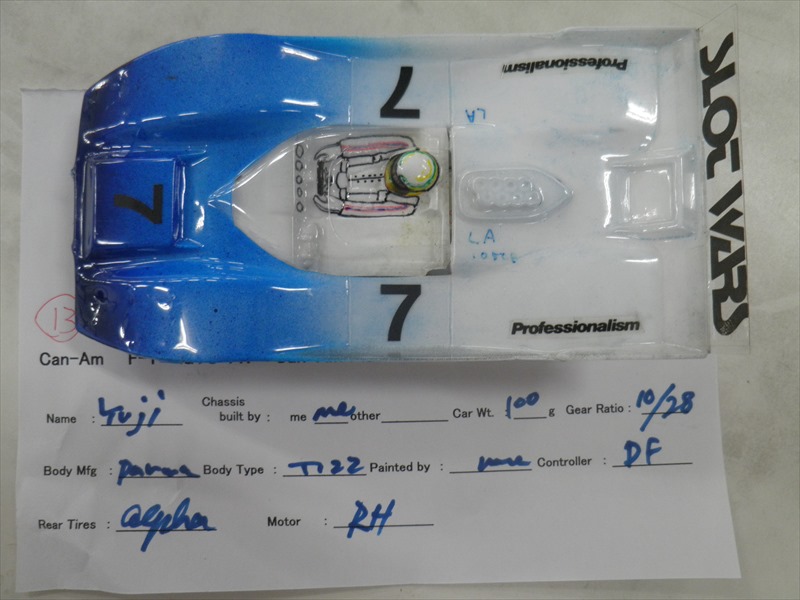 7
7
7
Professionalism
Professionalism
LA
LA
SLOT WARS
13
Can-Am
Name : Yuji Chassis built by : me me other Car Wt. 100 g Gear Ratio : 10/28
Body Mfg : Parma Body Type : T122 Painted by : me Controller : DF
Rear Tires : alpha Motor : RH